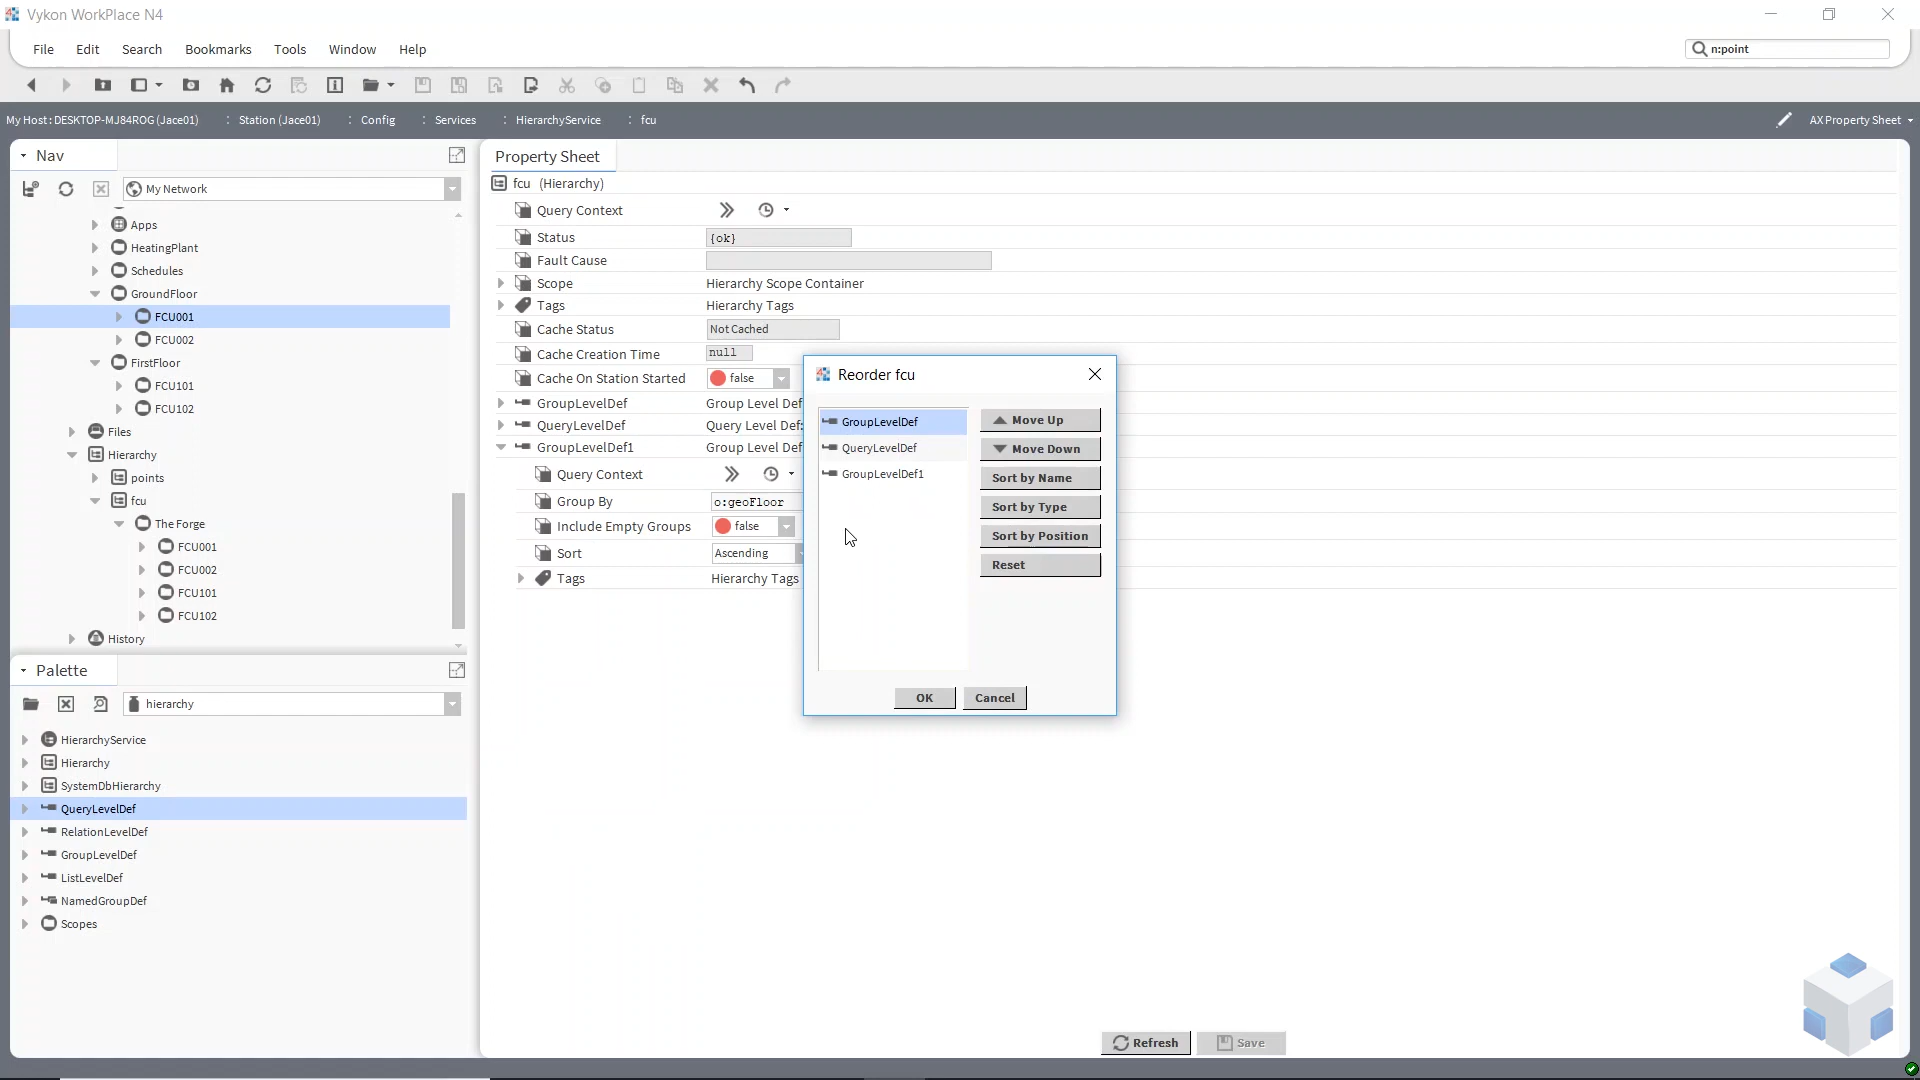 Vykon WorkPlace N4
File Edit Search Bookmarks Tools Window Help
n:point
My Host : DESKTOP-MJ84ROG (Jace01) : Station (Jace01) : Config : Services : HierarchyService : fcu
AX Property Sheet
Nav
My Network
Apps
HeatingPlant
Schedules
GroundFloor
FCU001
FCU002
FirstFloor
FCU101
FCU102
Files
Hierarchy
points
fcu
The Forge
FCU001
FCU002
FCU101
FCU102
History
Palette
hierarchy
HierarchyService
Hierarchy
SystemDbHierarchy
QueryLevelDef
RelationLevelDef
GroupLevelDef
ListLevelDef
NamedGroupDef
Scopes
Property Sheet
fcu (Hierarchy)
Query Context
Status {ok}
Fault Cause
Scope Hierarchy Scope Container
Tags Hierarchy Tags
Cache Status Not Cached
Cache Creation Time null
Cache On Station Started false
GroupLevelDef Group Level Def
QueryLevelDef Query Level Def:
GroupLevelDef1 Group Level Def
Query Context
Group By o:geoFloor
Include Empty Groups false
Sort Ascending
Tags Hierarchy Tags
Reorder fcu
GroupLevelDef
QueryLevelDef
GroupLevelDef1
Move Up
Move Down
Sort by Name
Sort by Type
Sort by Position
Reset
OK Cancel
Refresh Save